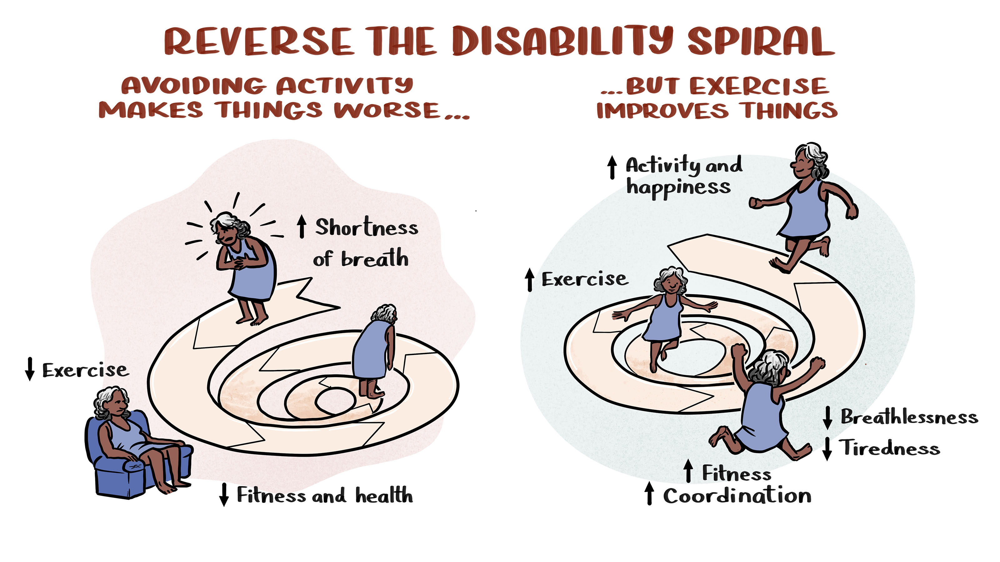 REVERSE THE DISABILITY SPIRAL
AVOIDING ACTIVITY
MAKES THINGS WORSE...
↑ Shortness
of breath
↓ Exercise
↓ Fitness and health
...BUT EXERCISE
IMPROVES THINGS
↑ Activity and
happiness
↑ Exercise
↓ Breathlessness
↓ Tiredness
↑ Fitness
↑ Coordination